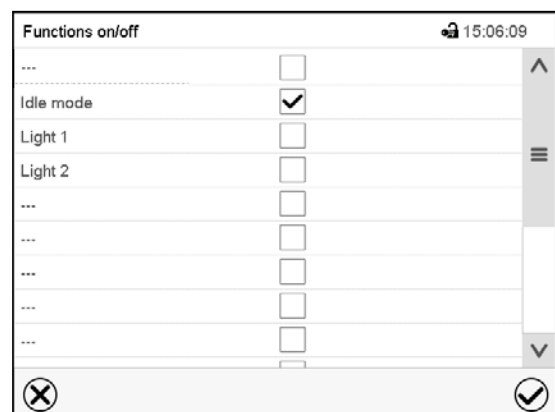 Functions on/off 15:06:09
---
Idle mode
Light 1
Light 2
---
---
---
---
---